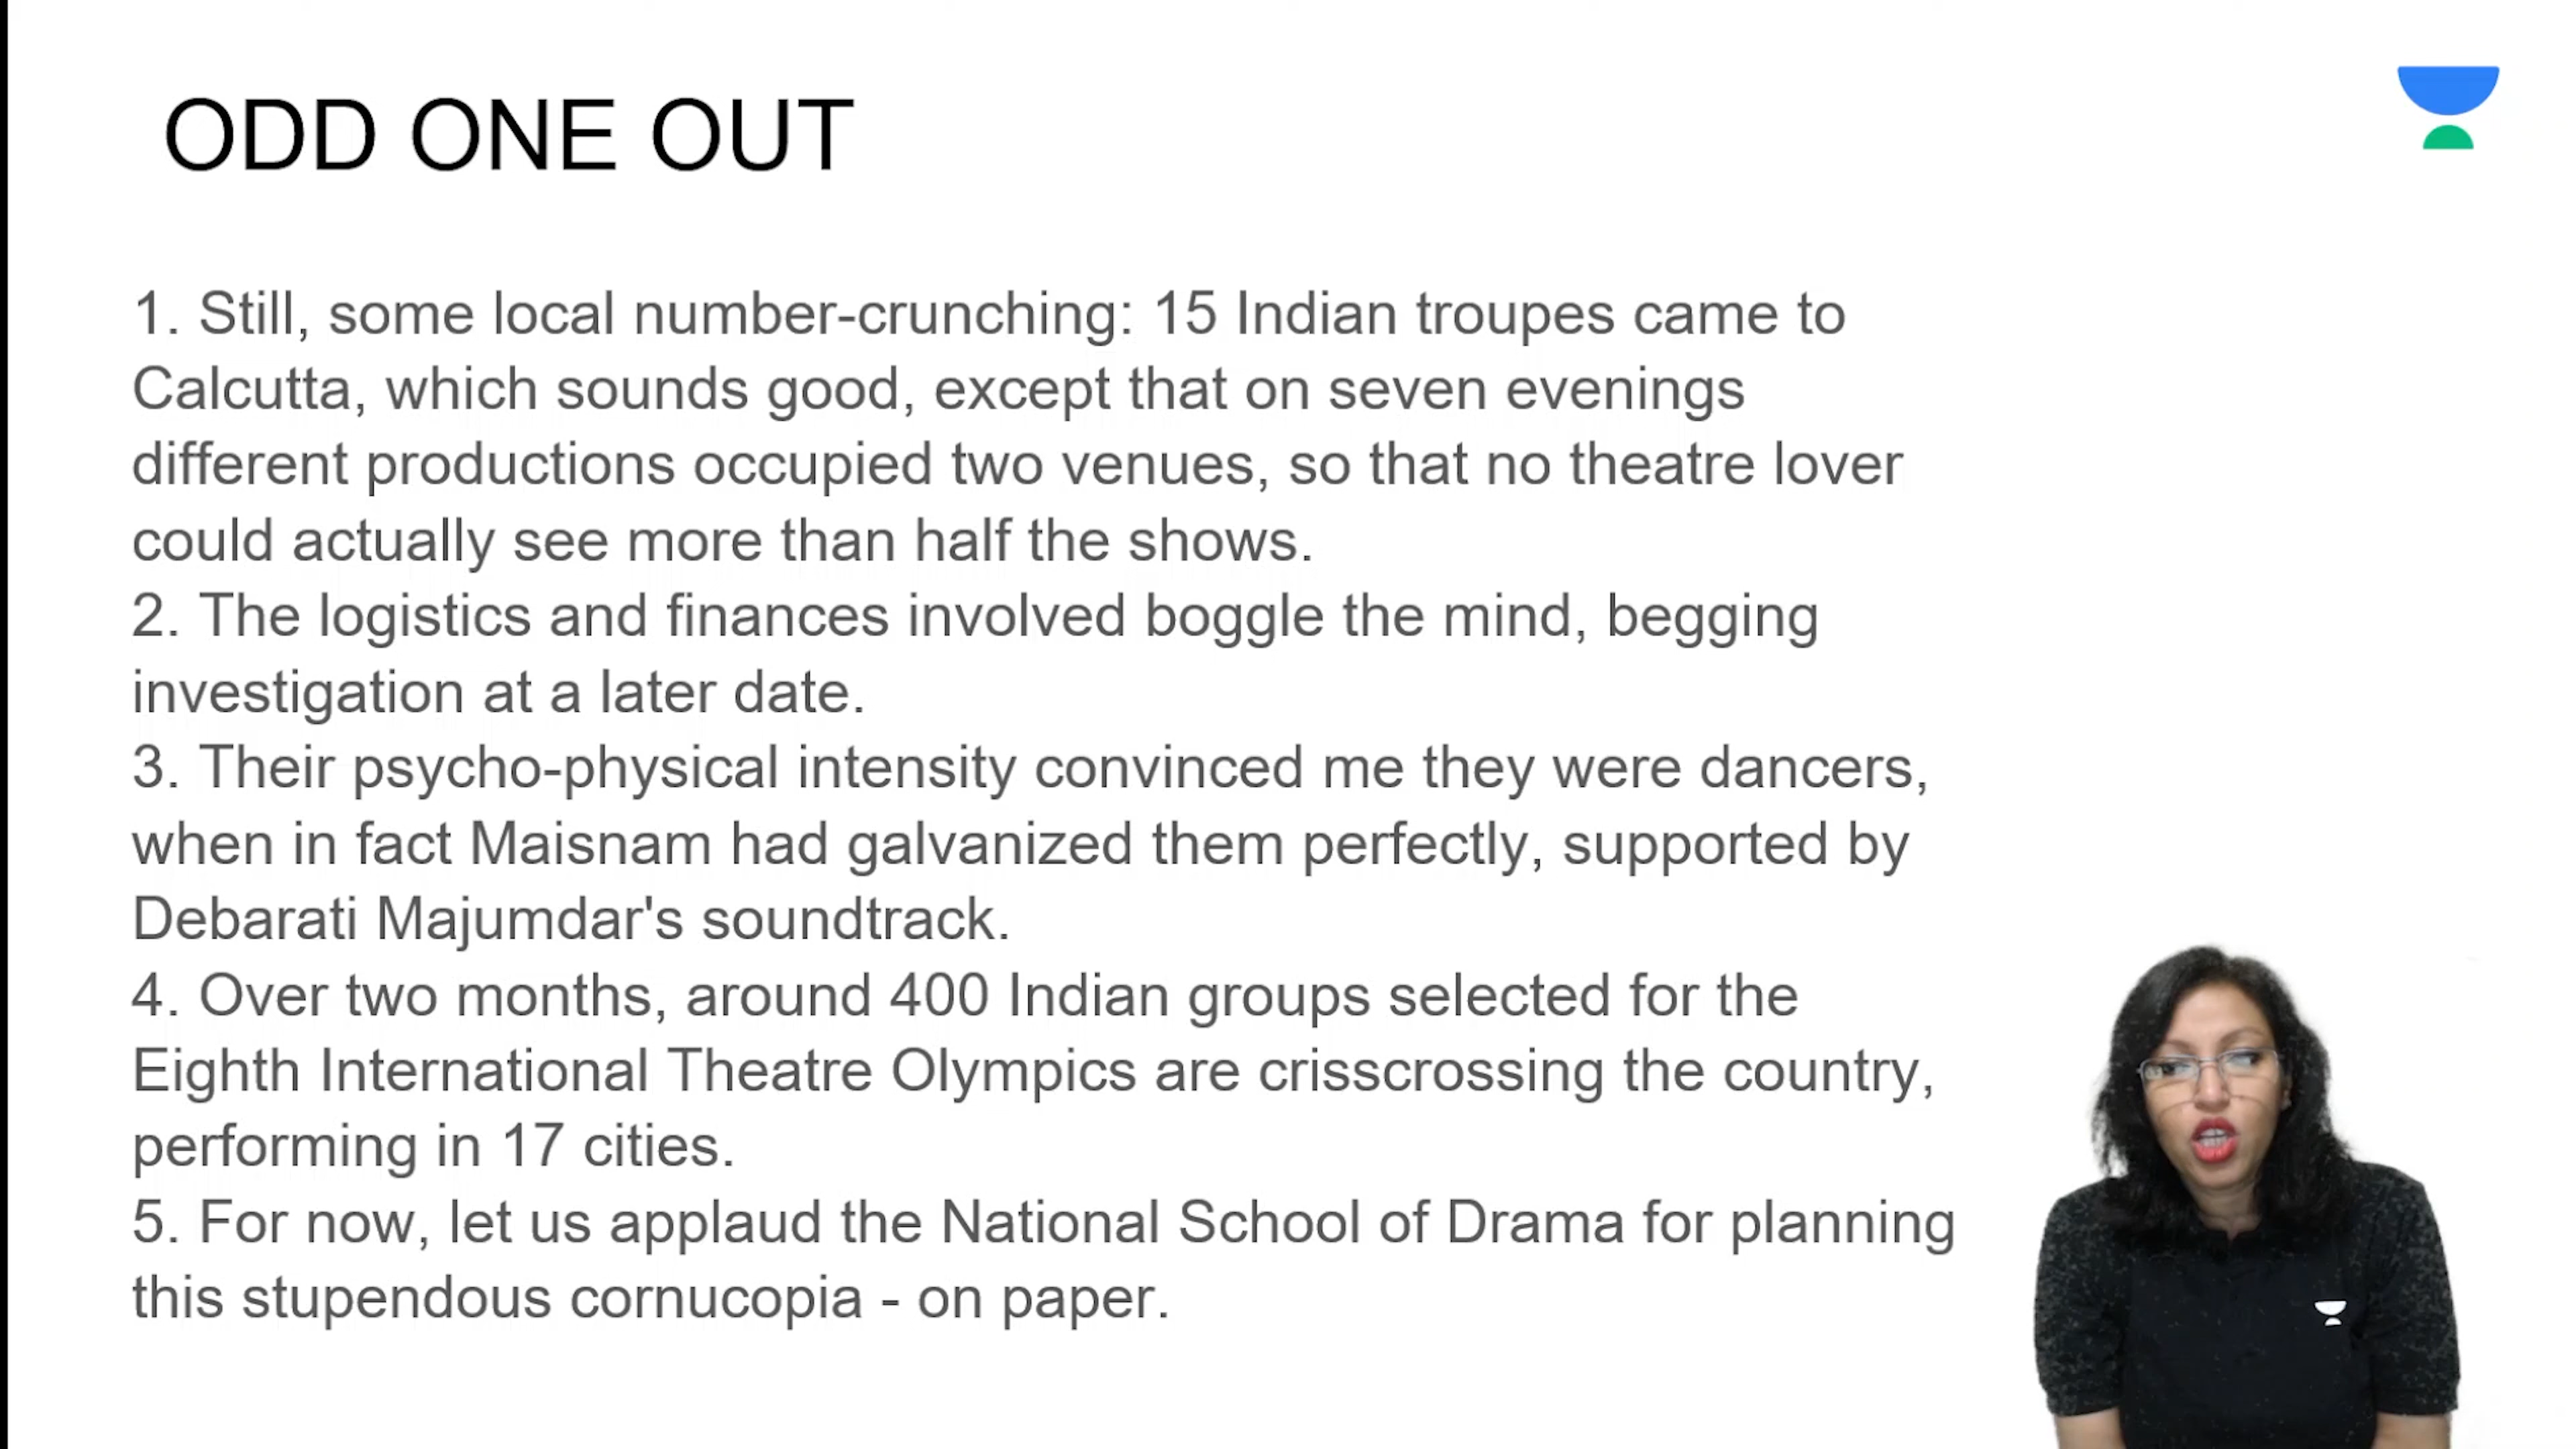 ODD ONE OUT
1. Still, some local number-crunching: 15 Indian troupes came to
Calcutta, which sounds good, except that on seven evenings
different productions occupied two venues, so that no theatre lover
could actually see more than half the shows.
2. The logistics and finances involved boggle the mind, begging
investigation at a later date.
3. Their psycho-physical intensity convinced me they were dancers,
when in fact Maisnam had galvanized them perfectly, supported by
Debarati Majumdar's soundtrack.
4. Over two months, around 400 Indian groups selected for the
Eighth International Theatre Olympics are crisscrossing the country,
performing in 17 cities.
5. For now, let us applaud the National School of Drama for planning
this stupendous cornucopia - on paper.